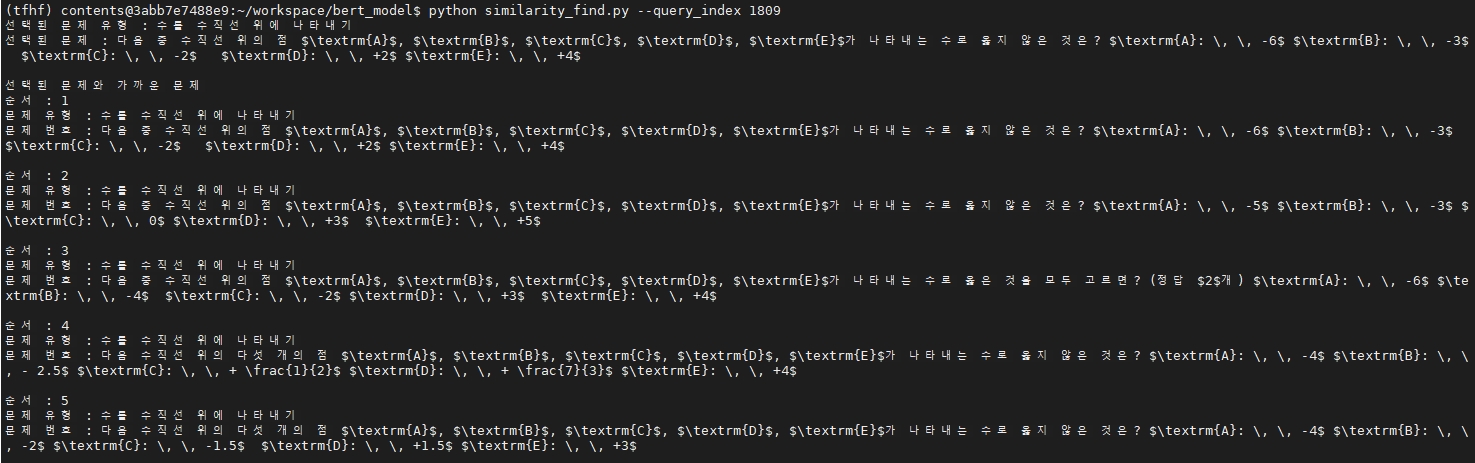 (tfhf) contents@3abb7e7488e9:~/workspace/bert_model$ python similarity_find.py --query_index 1809
선택된 문제 유형 : 수를 수직선 위에 나타내기
선택된 문제 : 다음 중 수직선 위의 점 $\textrm{A}$, $\textrm{B}$, $\textrm{C}$, $\textrm{D}$, $\textrm{E}$가 나타내는 수로 옳지 않은 것은? $\textrm{A}: \, \, -6$ $\textrm{B}: \, \, -3$
$\textrm{C}: \, \, -2$   $\textrm{D}: \, \, +2$ $\textrm{E}: \, \, +4$
선택된 문제와 가까운 문제
순서 : 1
문제 유형 : 수를 수직선 위에 나타내기
문제 번호 : 다음 중 수직선 위의 점 $\textrm{A}$, $\textrm{B}$, $\textrm{C}$, $\textrm{D}$, $\textrm{E}$가 나타내는 수로 옳지 않은 것은? $\textrm{A}: \, \, -6$ $\textrm{B}: \, \, -3$
$\textrm{C}: \, \, -2$   $\textrm{D}: \, \, +2$ $\textrm{E}: \, \, +4$
순서 : 2
문제 유형 : 수를 수직선 위에 나타내기
문제 번호 : 다음 중 수직선 위의 점 $\textrm{A}$, $\textrm{B}$, $\textrm{C}$, $\textrm{D}$, $\textrm{E}$가 나타내는 수로 옳지 않은 것은? $\textrm{A}: \, \, -5$ $\textrm{B}: \, \, -3$ $
\textrm{C}: \, \, 0$ $\textrm{D}: \, \, +3$  $\textrm{E}: \, \, +5$
순서 : 3
문제 유형 : 수를 수직선 위에 나타내기
문제 번호 : 다음 중 수직선 위의 점 $\textrm{A}$, $\textrm{B}$, $\textrm{C}$, $\textrm{D}$, $\textrm{E}$가 나타내는 수로 옳은 것을 모두 고르면? (정답 $2$개) $\textrm{A}: \, \, -6$ $\te
xtrm{B}: \, \, -4$  $\textrm{C}: \, \, -2$ $\textrm{D}: \, \, +3$  $\textrm{E}: \, \, +4$
순서 : 4
문제 유형 : 수를 수직선 위에 나타내기
문제 번호 : 다음 수직선 위의 다섯 개의 점 $\textrm{A}$, $\textrm{B}$, $\textrm{C}$, $\textrm{D}$, $\textrm{E}$가 나타내는 수로 옳지 않은 것은? $\textrm{A}: \, \, -4$ $\textrm{B}: \, \
, - 2.5$ $\textrm{C}: \, \, + \frac{1}{2}$ $\textrm{D}: \, \, + \frac{7}{3}$ $\textrm{E}: \, \, +4$
순서 : 5
문제 유형 : 수를 수직선 위에 나타내기
문제 번호 : 다음 수직선 위의 다섯 개의 점 $\textrm{A}$, $\textrm{B}$, $\textrm{C}$, $\textrm{D}$, $\textrm{E}$가 나타내는 수로 옳지 않은 것은? $\textrm{A}: \, \, -4$ $\textrm{B}: \, \
, -2$ $\textrm{C}: \, \, -1.5$  $\textrm{D}: \, \, +1.5$ $\textrm{E}: \, \, +3$